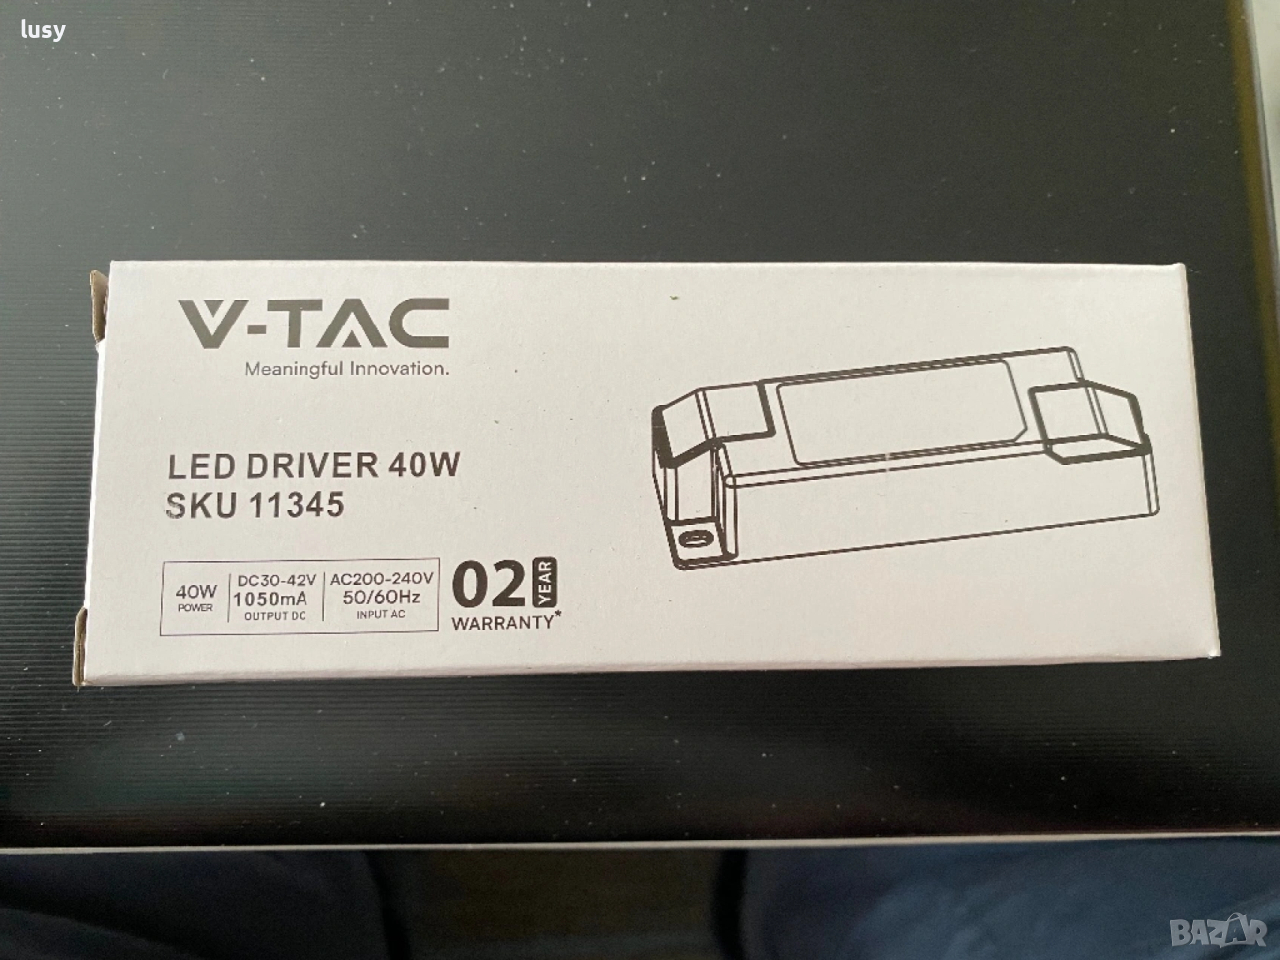 lusy
V-TAC
Meaningful Innovation.
LED DRIVER 40W
SKU 11345
40W
POWER
DC30-42V
1050mA
OUTPUT DC
AC200-240V
50/60Hz
INPUT AC
02 YEAR
WARRANTY*
BAZAR